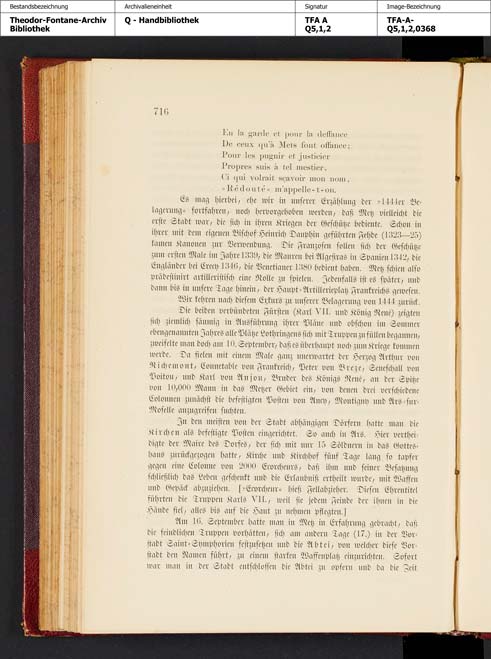 Bestandsbezeichnung
Theodor-Fontane-Archiv
Bibliothek
Archivalieneinheit
Q - Handbibliothek
Signatur
TFA A
Q5,1,2
Image-Bezeichnung
TFA-A-
Q5,1,2,0368
716
En la garde et pour la deffance
De ceux qu'à Mets font offance;
Pour les pugnir et justicier
Propres suis à tel mestier.
Ci qui volrait sçavoir mon nom,
»Rédouté« m'appelle-t-on.
Es mag hierbei, ehe wir in unserer Erzählung der »1444er Be-
lagerung« fortfahren, noch hervorgehoben werden, daß Metz vielleicht die
erste Stadt war, die sich in ihren Kriegen der Geschütze bediente. Schon in
ihrer mit dem eigenen Bischof Heinrich Dauphin geführten Fehde (1323—25)
kamen Kanonen zur Verwendung. Die Franzosen sollen sich der Geschütze
zum ersten Male im Jahre 1339, die Mauren bei Algesiras in Spanien 1342, die
Engländer bei Crecy 1346, die Venetianer 1380 bedient haben. Metz schien also
prädestinirt artilleristisch eine Rolle zu spielen. Jedenfalls ist es später, und
dann bis in unsere Tage hinein, der Haupt-Artillerieplatz Frankreichs gewesen.
Wir kehren nach diesem Exkurs zu unserer Belagerung von 1444 zurück.
Die beiden verbündeten Fürsten (Karl VII. und König René) zeigten
sich ziemlich säumig in Ausführung ihrer Pläne und obschon im Sommer
ebengenannten Jahres alle Plätze Lothringens sich mit Truppen zu füllen begannen,
zweifelte man doch am 10. September, daß es überhaupt noch zum Kriege kommen
werde. Da fielen mit einem Male ganz unerwartet der Herzog Arthur von
Richemont, Connetable von Frankreich, Peter von Breze, Seneschall von
Poitou, und Karl von Anjou, Bruder des Königs René, an der Spitze
von 10,000 Mann in das Metzer Gebiet ein, von denen drei verschiedene
Colonnen zunächst die befestigten Posten von Ancy, Montigny und Ars-sur-
Moselle anzugreifen suchten.
In den meisten von der Stadt abhängigen Dörfern hatte man die
Kirchen als befestigte Posten eingerichtet. So auch in Ars. Hier verthei-
digte der Maire des Dorfes, der sich mit nur 15 Söldnern in das Gottes-
haus zurückgezogen hatte, Kirche und Kirchhof fünf Tage lang so tapfer
gegen eine Colonne von 2000 Ecorcheurs, daß ihm und seiner Besatzung
schließlich das Leben geschenkt und die Erlaubniß ertheilt wurde, mit Waffen
und Gepäck abzuziehen. [»Ecorcheur« hieß Fellabzieher. Diesen Ehrentitel
führten die Truppen Karls VII., weil sie jedem Feinde der ihnen in die
Hände fiel, alles bis auf die Haut zu nehmen pflegten.]
Am 16. September hatte man in Metz in Erfahrung gebracht, daß
die feindlichen Truppen vorhätten, sich am andern Tage (17.) in der Vor-
stadt Saint-Symphorien festzusetzen und die Abtei, von welcher diese Vor-
stadt den Namen führt, zu einem starken Waffenplatz einzurichten. Sofort
war man in der Stadt entschlossen die Abtei zu opfern und da die Zeit